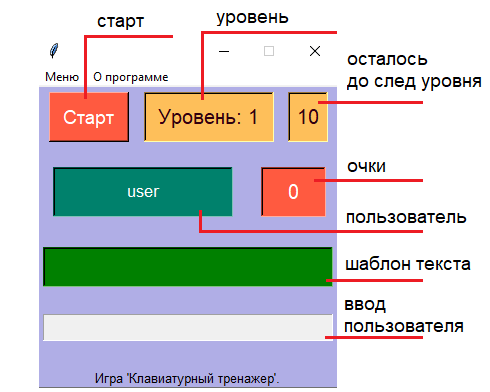 старт
уровень
Меню О программе
осталось
до след уровня
Старт
Уровень: 1
10
очки
user
0
пользователь
шаблон текста
ввод
пользователя
Игра 'Клавиатурный тренажер'.